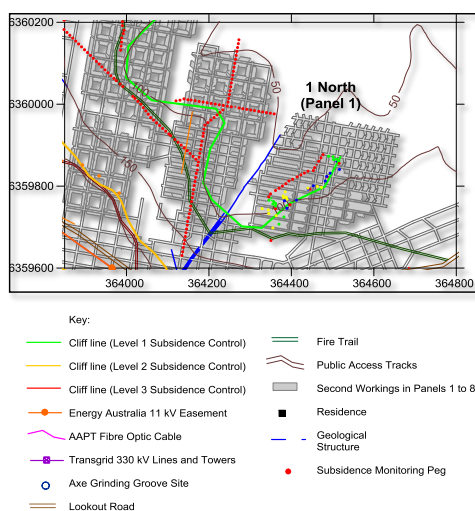 6360200
6360000
6359800
6359600
1 North
(Panel 1)
50
50
100
150
364000
364200
364400
364600
364800
Key:
Cliff line (Level 1 Subsidence Control)
Cliff line (Level 2 Subsidence Control)
Cliff line (Level 3 Subsidence Control)
Energy Australia 11 kV Easement
AAPT Fibre Optic Cable
Transgrid 330 kV Lines and Towers
Axe Grinding Groove Site
Lookout Road
Fire Trail
Public Access Tracks
Second Workings in Panels 1 to 8
Residence
Geological
Structure
Subsidence Monitoring Peg